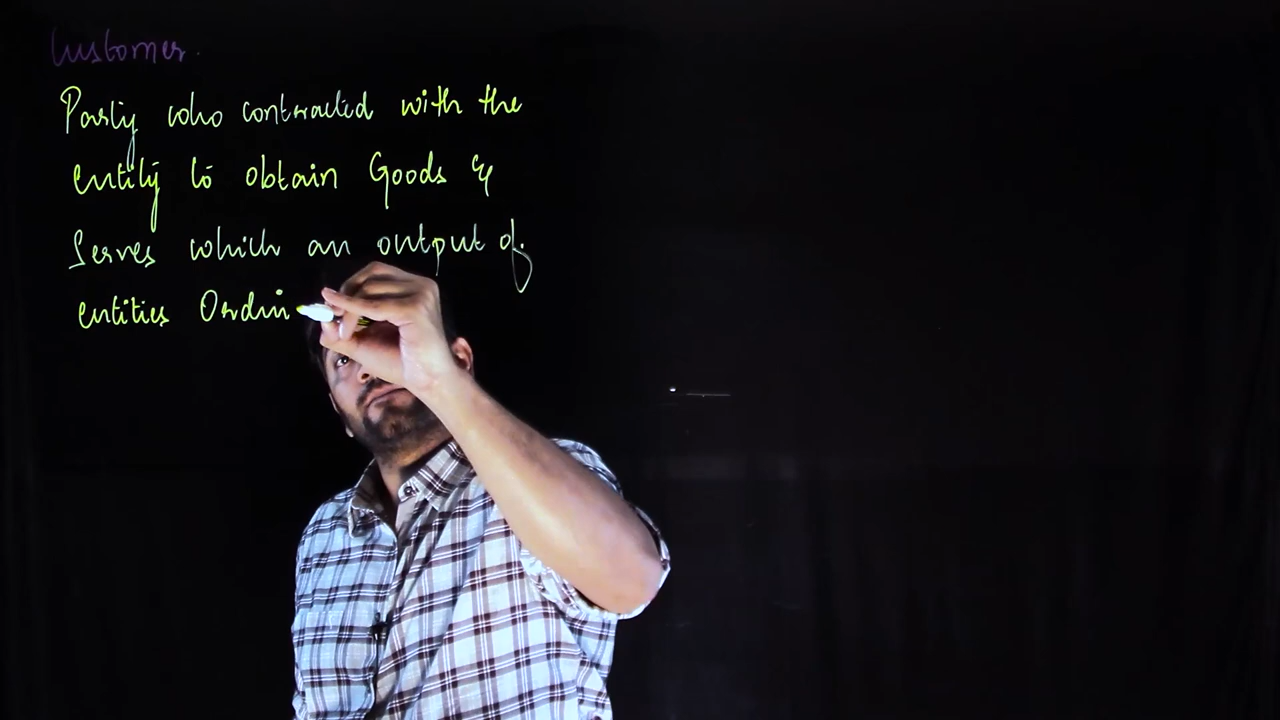 Customer.
Party who contracted with the
entity to obtain Goods &
Serves which an output of
entities Ordin